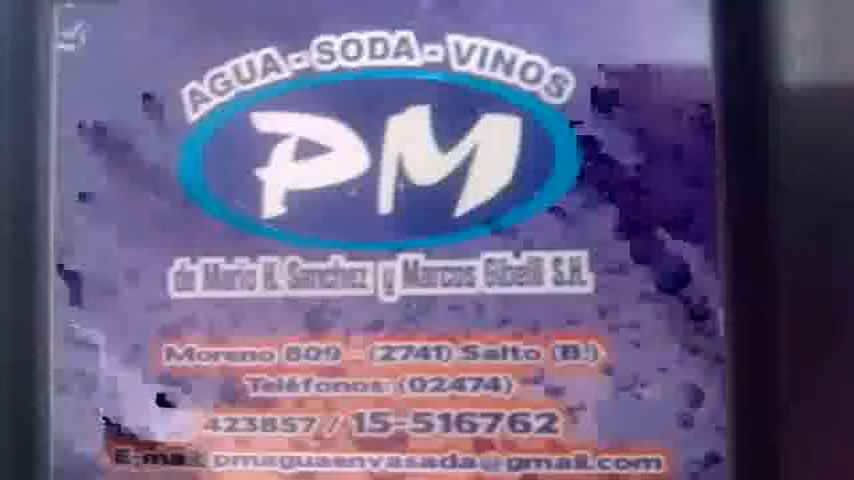 AGUA - SODA - VINOS
PM
de Mario H. Sanchez y Marcos Gibelli S.H.
Moreno 809 - (2741) Salto (B.)
Teléfonos: (02474)
423857 / 15-516762
E-mail: pmaguaenvasada@gmail.com